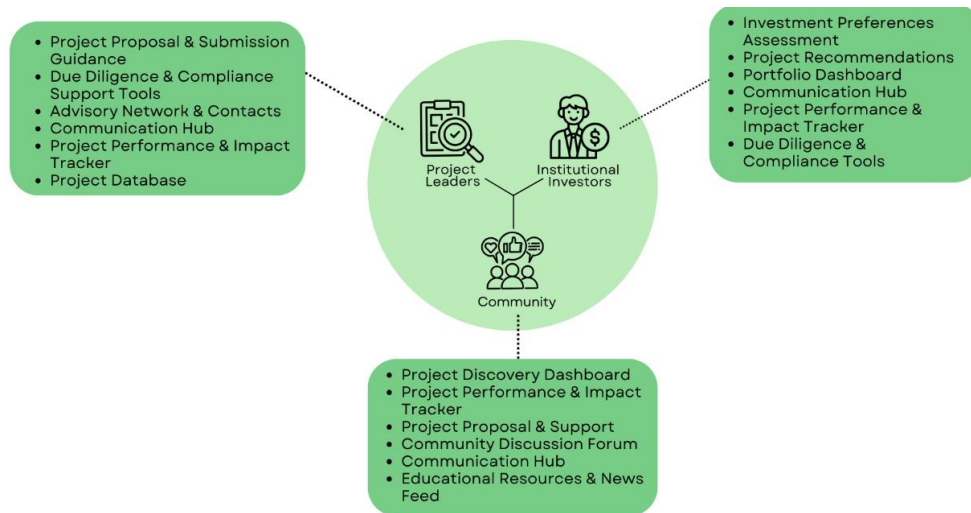 • Project Proposal & Submission
Guidance
• Due Diligence & Compliance
Support Tools
• Advisory Network & Contacts
• Communication Hub
• Project Performance & Impact
Tracker
• Project Database
• Investment Preferences
Assessment
• Project Recommendations
• Portfolio Dashboard
• Communication Hub
• Project Performance &
Impact Tracker
• Due Diligence &
Compliance Tools
Project
Leaders
$
Institutional
Investors
Community
• Project Discovery Dashboard
• Project Performance & Impact
Tracker
• Project Proposal & Support
• Community Discussion Forum
• Communication Hub
• Educational Resources & News
Feed